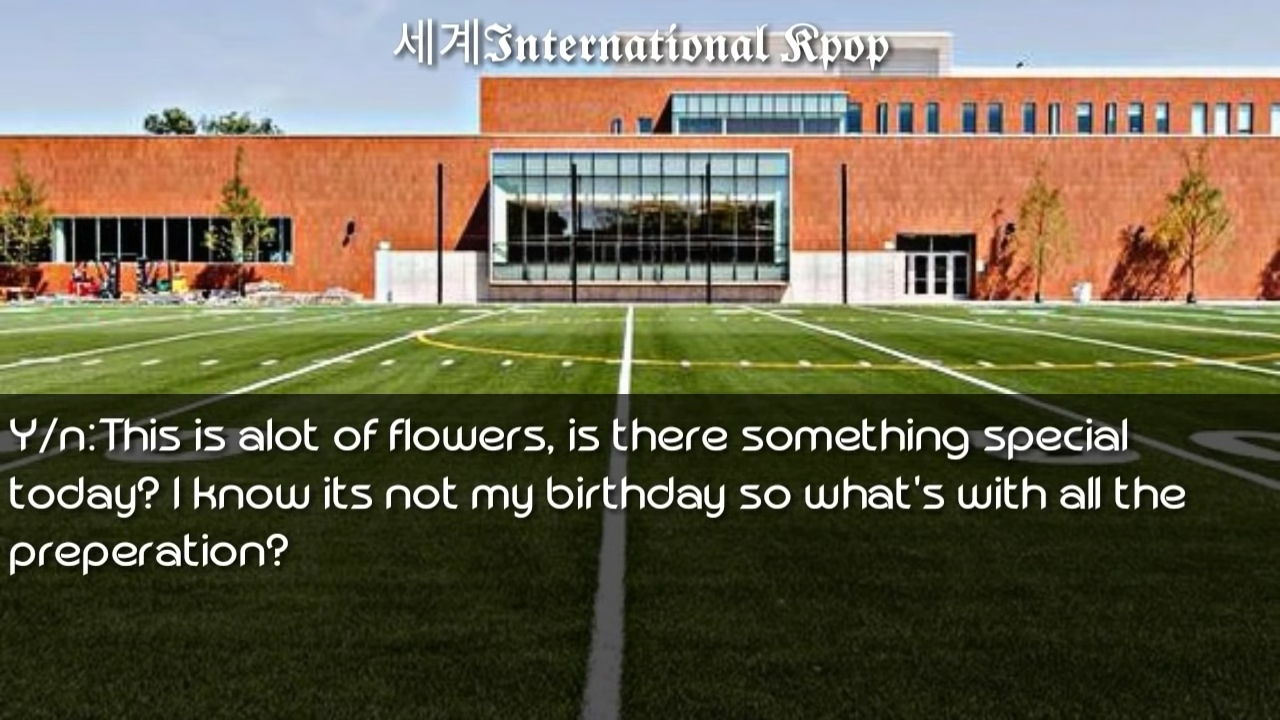 세계International Kpop
Y/n:This is alot of flowers, is there something special
today? I know its not my birthday so what's with all the
preperation?